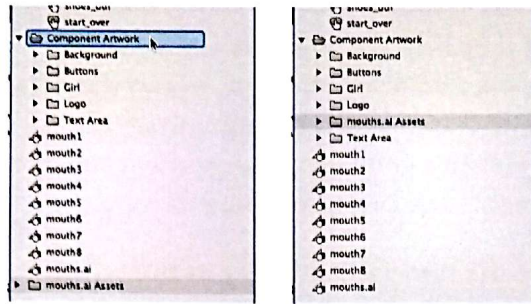 start_over
Component Artwork
Background
Buttons
Girl
Logo
Text Area
mouth1
mouth2
mouth3
mouth4
mouth5
mouth6
mouth7
mouth8
mouths.ai
mouths.ai Assets
start_over
Component Artwork
Background
Buttons
Girl
Logo
mouths.ai Assets
Text Area
mouth1
mouth2
mouth3
mouth4
mouth5
mouth6
mouth7
mouth8
mouths.ai